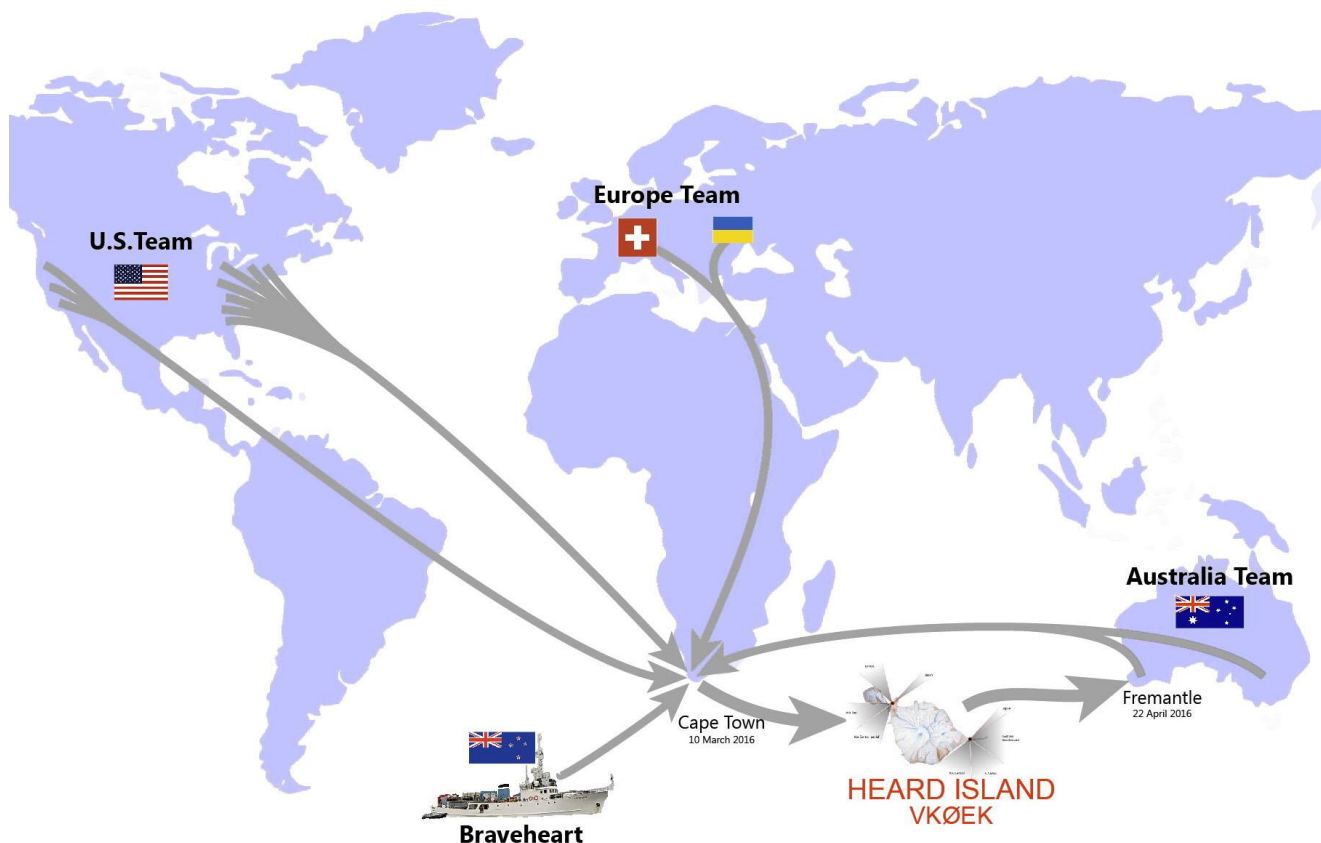 Europe Team
U.S.Team
Australia Team
Fremantle
22 April 2016
Cape Town
10 March 2016
HEARD ISLAND
VKØEK
Braveheart